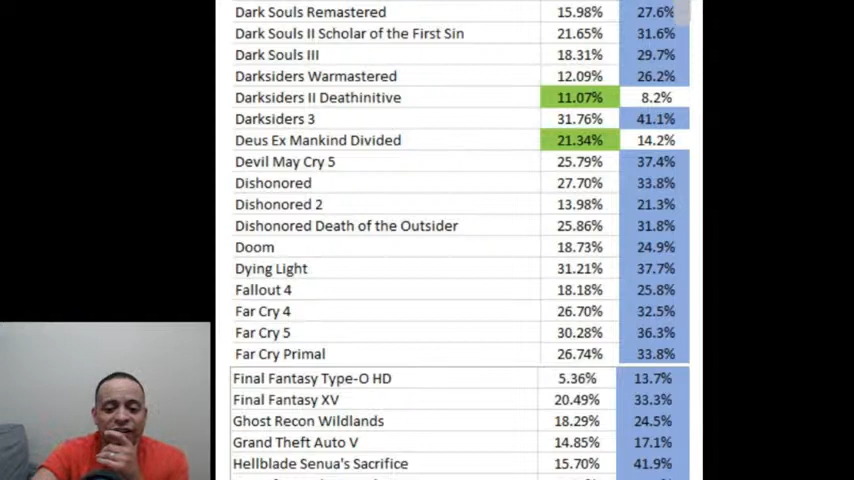 Dark Souls Remastered 15.98% 27.6%
Dark Souls II Scholar of the First Sin 21.65% 31.6%
Dark Souls III 18.31% 29.7%
Darksiders Warmastered 12.09% 26.2%
Darksiders II Deathinitive 11.07% 8.2%
Darksiders 3 31.76% 41.1%
Deus Ex Mankind Divided 21.34% 14.2%
Devil May Cry 5 25.79% 37.4%
Dishonored 27.70% 33.8%
Dishonored 2 13.98% 21.3%
Dishonored Death of the Outsider 25.86% 31.8%
Doom 18.73% 24.9%
Dying Light 31.21% 37.7%
Fallout 4 18.18% 25.8%
Far Cry 4 26.70% 32.5%
Far Cry 5 30.28% 36.3%
Far Cry Primal 26.74% 33.8%
Final Fantasy Type-O HD 5.36% 13.7%
Final Fantasy XV 20.49% 33.3%
Ghost Recon Wildlands 18.29% 24.5%
Grand Theft Auto V 14.85% 17.1%
Hellblade Senua's Sacrifice 15.70% 41.9%